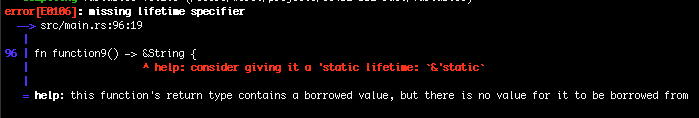 error[E0106]: missing lifetime specifier
--> src/main.rs:96:19
|
96 | fn function9() -> &String {
| ^ help: consider giving it a 'static lifetime: `&'static`
|
= help: this function's return type contains a borrowed value, but there is no value for it to be borrowed from